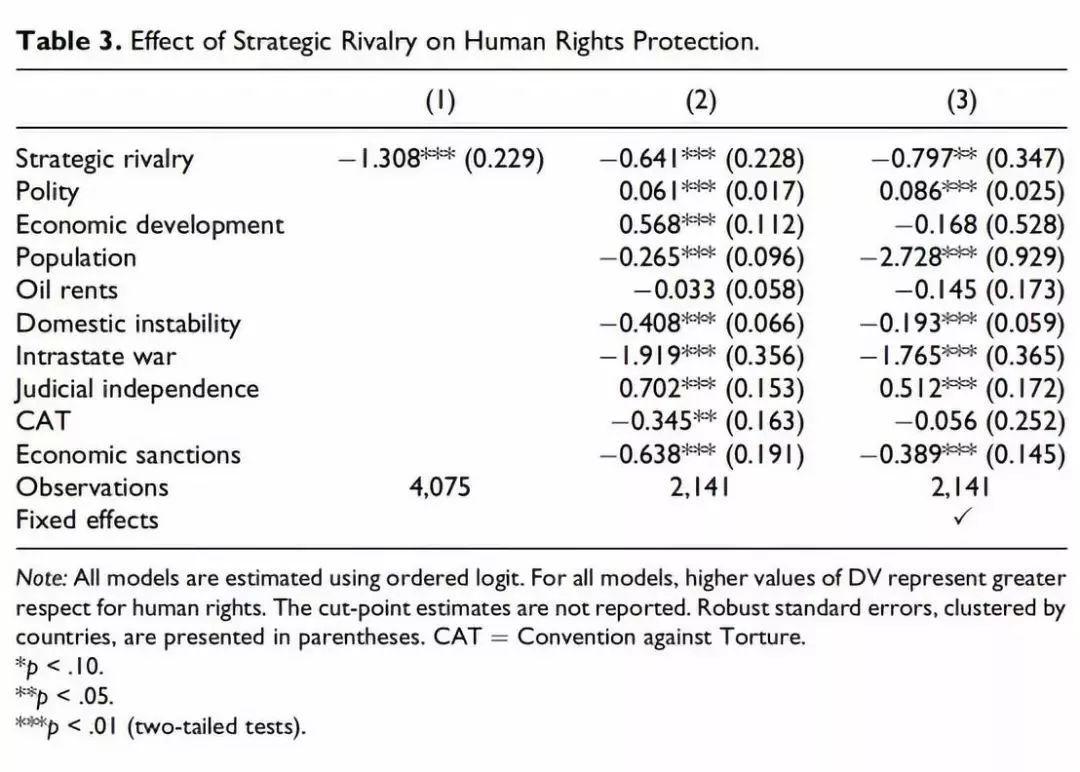 Table 3. Effect of Strategic Rivalry on Human Rights Protection.
(1) (2) (3)
Strategic rivalry −1.308*** (0.229) −0.641*** (0.228) −0.797** (0.347)
Polity 0.061*** (0.017) 0.086*** (0.025)
Economic development 0.568*** (0.112) −0.168 (0.528)
Population −0.265*** (0.096) −2.728*** (0.929)
Oil rents −0.033 (0.058) −0.145 (0.173)
Domestic instability −0.408*** (0.066) −0.193*** (0.059)
Intrastate war −1.919*** (0.356) −1.765*** (0.365)
Judicial independence 0.702*** (0.153) 0.512*** (0.172)
CAT −0.345** (0.163) −0.056 (0.252)
Economic sanctions −0.638*** (0.191) −0.389*** (0.145)
Observations 4,075 2,141 2,141
Fixed effects ✓
Note: All models are estimated using ordered logit. For all models, higher values of DV represent greater
respect for human rights. The cut-point estimates are not reported. Robust standard errors, clustered by
countries, are presented in parentheses. CAT = Convention against Torture.
*p < .10.
**p < .05.
***p < .01 (two-tailed tests).